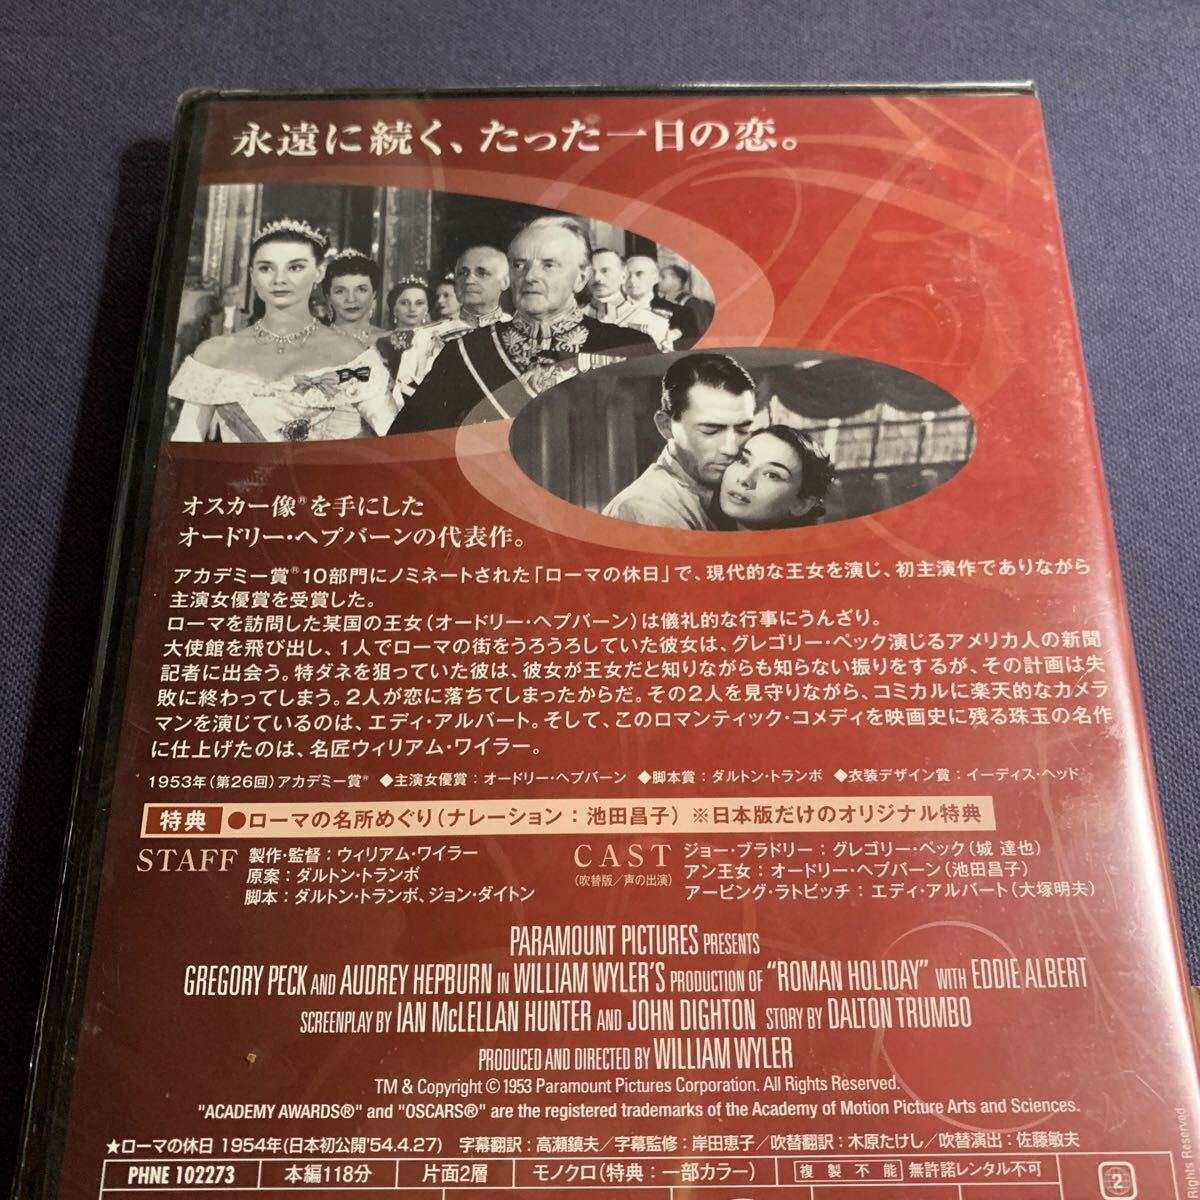 永遠に続く、たった一日の恋。
オスカー像®を手にした
オードリー・ヘプバーンの代表作。
アカデミー賞®10部門にノミネートされた「ローマの休日」で、現代的な王女を演じ、初主演作でありながら
主演女優賞を受賞した。
ローマを訪問した某国の王女(オードリー・ヘプバーン)は儀礼的な行事にうんざり。
大使館を飛び出し、1人でローマの街をうろうろしていた彼女は、グレゴリー・ペック演じるアメリカ人の新聞
記者に出会う。特ダネを狙っていた彼は、彼女が王女だと知りながらも知らない振りをするが、その計画は失
敗に終わってしまう。2人が恋に落ちてしまったからだ。その2人を見守りながら、コミカルに楽天的なカメラ
マンを演じているのは、エディ・アルバート。そして、このロマンティック・コメディを映画史に残る珠玉の名作
に仕上げたのは、名匠ウィリアム・ワイラー。
1953年(第26回)アカデミー賞® ◆主演女優賞：オードリー・ヘプバーン ◆脚本賞：ダルトン・トランボ ◆衣装デザイン賞：イーディス・ヘッド
特典 ●ローマの名所めぐり(ナレーション：池田昌子) ※日本版だけのオリジナル特典
STAFF 製作・監督：ウィリアム・ワイラー
原案：ダルトン・トランボ
脚本：ダルトン・トランボ、ジョン・ダイトン
CAST ジョー・ブラドリー：グレゴリー・ペック(城 達也)
(吹替版/声の出演) アン王女：オードリー・ヘプバーン(池田昌子)
アービング・ラトビッチ：エディ・アルバート(大塚明夫)
PARAMOUNT PICTURES PRESENTS
GREGORY PECK AND AUDREY HEPBURN IN WILLIAM WYLER'S PRODUCTION OF "ROMAN HOLIDAY" WITH EDDIE ALBERT
SCREENPLAY BY IAN McLELLAN HUNTER AND JOHN DIGHTON STORY BY DALTON TRUMBO
PRODUCED AND DIRECTED BY WILLIAM WYLER
TM & Copyright © 1953 Paramount Pictures Corporation. All Rights Reserved.
"ACADEMY AWARDS®" and "OSCARS®" are the registered trademarks of the Academy of Motion Picture Arts and Sciences.
★ローマの休日 1954年(日本初公開'54.4.27) 字幕翻訳：高瀬鎮夫/字幕監修：岸田恵子/吹替翻訳：木原たけし/吹替演出：佐藤敏夫
PHNE 102273 本編118分 片面2層 モノクロ(特典：一部カラー) 複製不能 無許諾レンタル不可
2
Rights Reserved